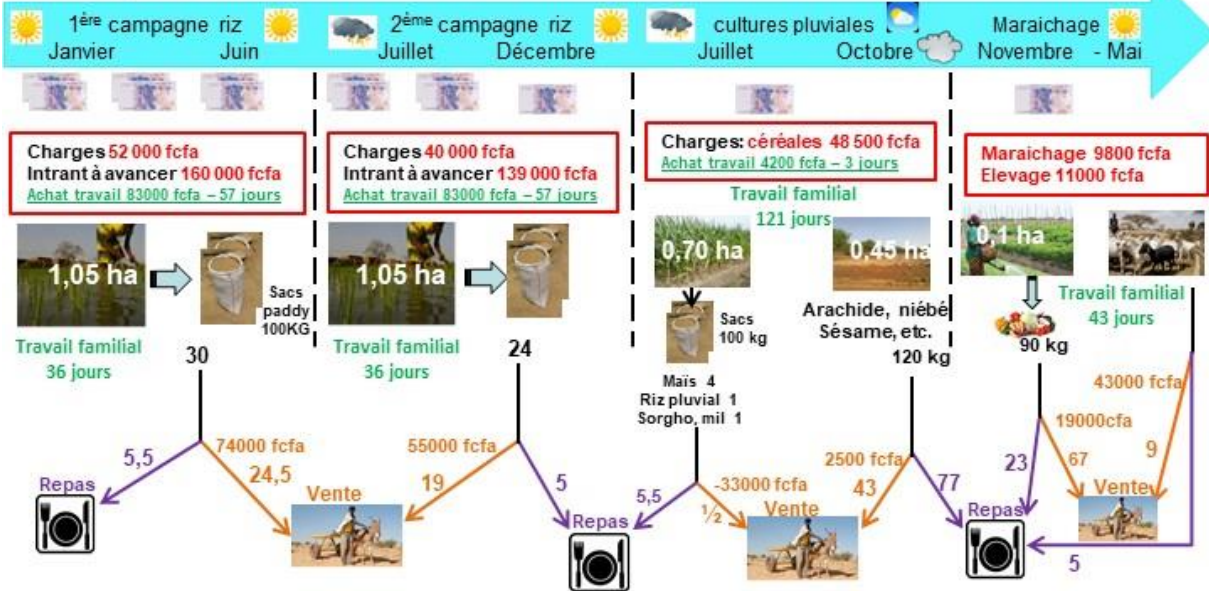 1ère campagne riz
Janvier Juin
2ème campagne riz
Juillet Décembre
cultures pluviales
Juillet Octobre
Maraichage
Novembre - Mai
Charges 52 000 fcfa
Intrant à avancer 160 000 fcfa
Achat travail 83000 fcfa – 57 jours
Charges 40 000 fcfa
Intrant à avancer 139 000 fcfa
Achat travail 83000 fcfa – 57 jours
Charges: céréales 48 500 fcfa
Achat travail 4200 fcfa – 3 jours
Maraichage 9800 fcfa
Elevage 11000 fcfa
Travail familial
121 jours
1,05 ha
Sacs
paddy
100KG
1,05 ha
0,70 ha
0,45 ha
0,1 ha
Travail familial
36 jours
30
Travail familial
36 jours
24
Sacs
100 kg
Maïs 4
Riz pluvial 1
Sorgho, mil 1
Arachide, niébé
Sésame, etc.
120 kg
90 kg
Travail familial
43 jours
5,5
74000 fcfa
24,5
55000 fcfa
19
5
5,5
-33000 fcfa
½
2500 fcfa
43
77
23
19000cfa
67
43000 fcfa
9
5
Repas
Vente
Repas
Vente
Repas
Vente